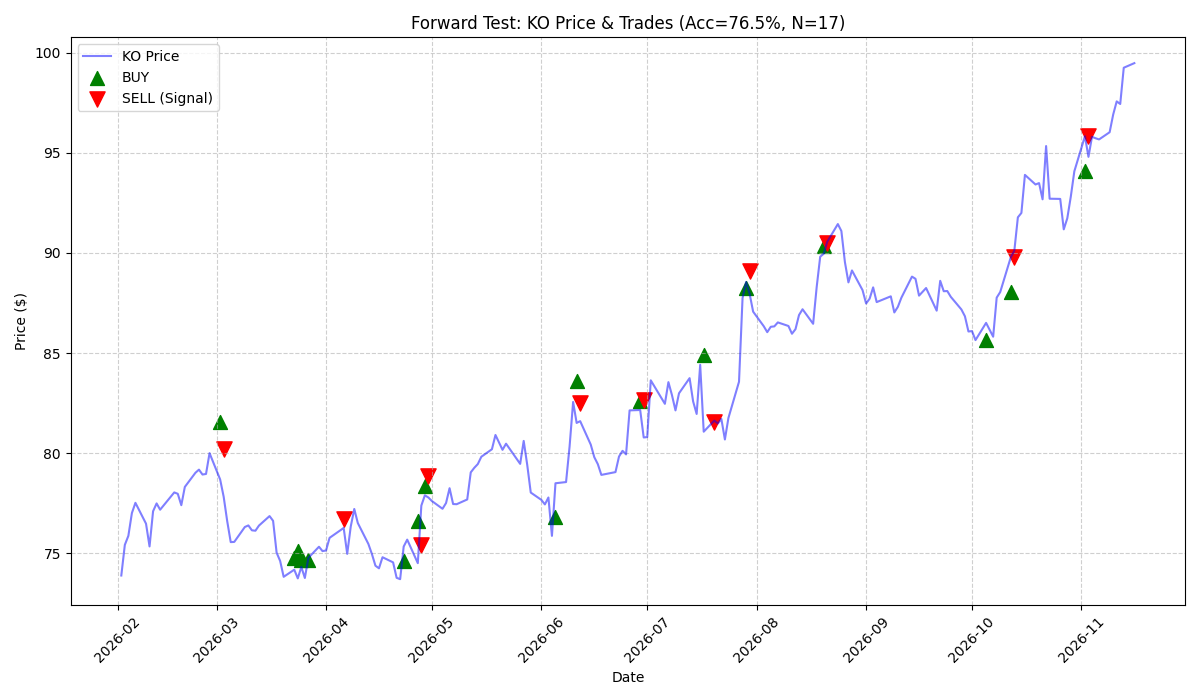 Forward Test: KO Price & Trades (Acc=76.5%, N=17)
KO Price
BUY
SELL (Signal)
100
95
90
85
80
75
Price ($)
2026-02
2026-03
2026-04
2026-05
2026-06
2026-07
2026-08
2026-09
2026-10
2026-11
Date